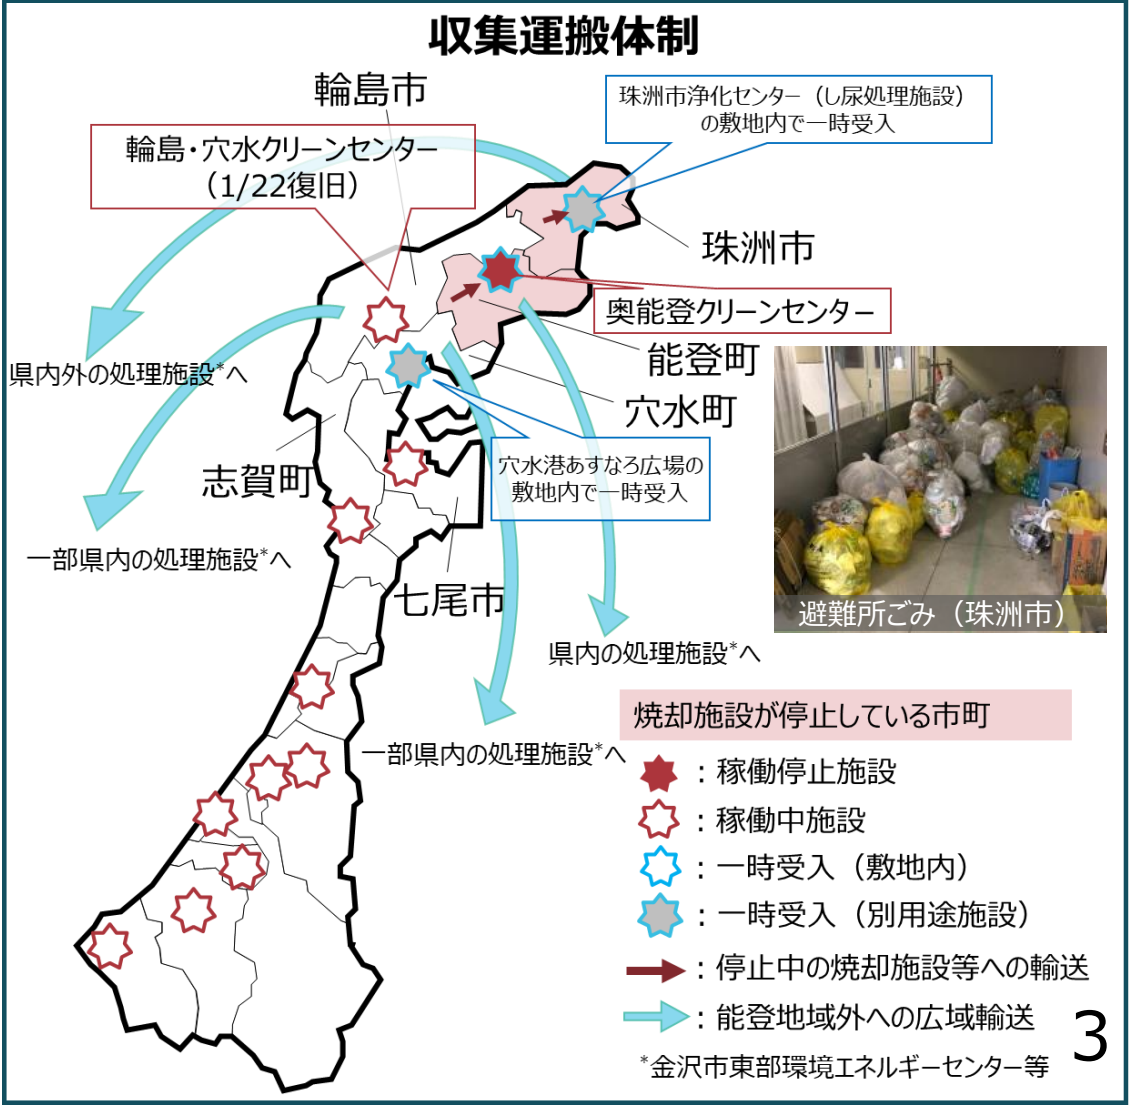 収集運搬体制
輪島市
珠洲市浄化センター（し尿処理施設）
の敷地内で一時受入
輪島・穴水クリーンセンター
（1/22復旧）
珠洲市
奥能登クリーンセンター
能登町
県内外の処理施設*へ
穴水町
志賀町
穴水港あすなろ広場の
敷地内で一時受入
一部県内の処理施設*へ
七尾市
避難所ごみ（珠洲市）
県内の処理施設*へ
一部県内の処理施設*へ
焼却施設が停止している市町
：稼働停止施設
：稼働中施設
：一時受入（敷地内）
：一時受入（別用途施設）
：停止中の焼却施設等への輸送
：能登地域外への広域輸送
*金沢市東部環境エネルギーセンター等
3